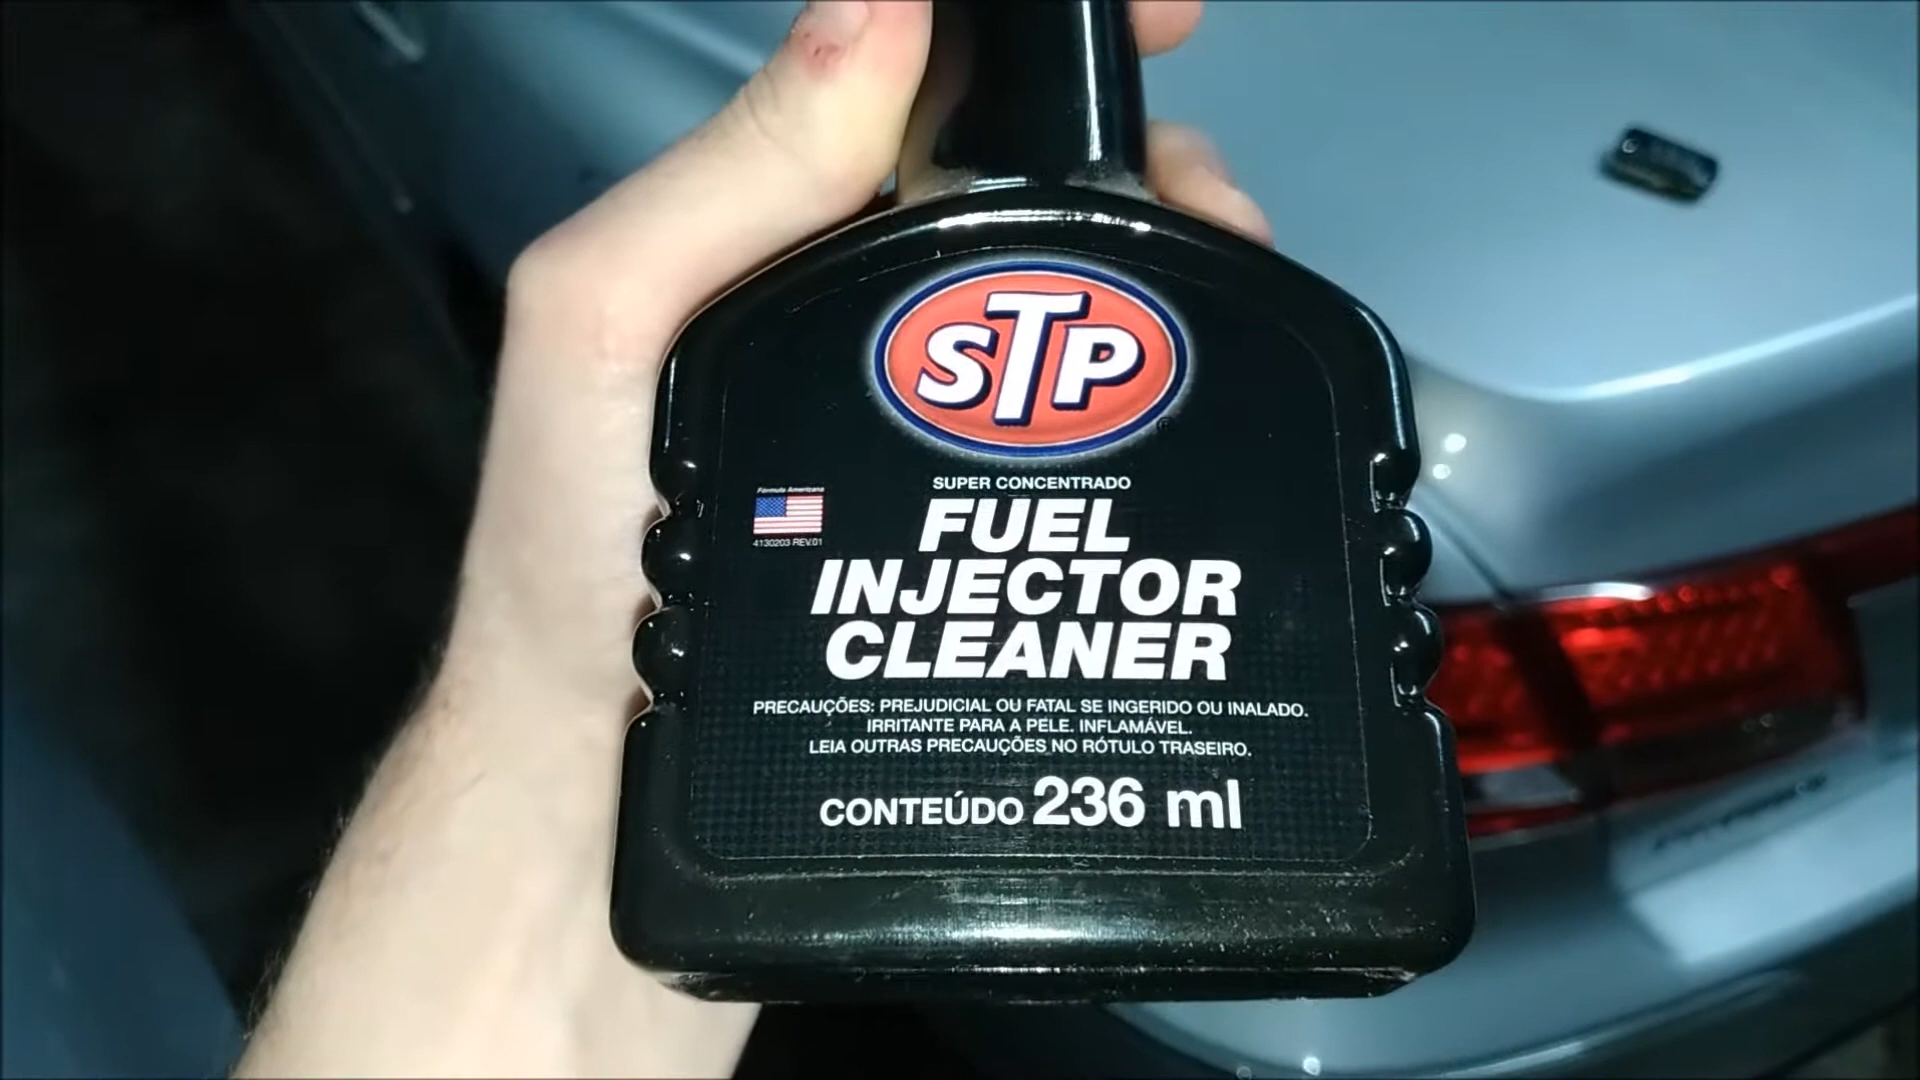 STP
SUPER CONCENTRADO
Fórmula Americana
4130203 REV.01
FUEL
INJECTOR
CLEANER
PRECAUÇÕES: PREJUDICIAL OU FATAL SE INGERIDO OU INALADO.
IRRITANTE PARA A PELE. INFLAMÁVEL.
LEIA OUTRAS PRECAUÇÕES NO RÓTULO TRASEIRO.
CONTEÚDO 236 ml